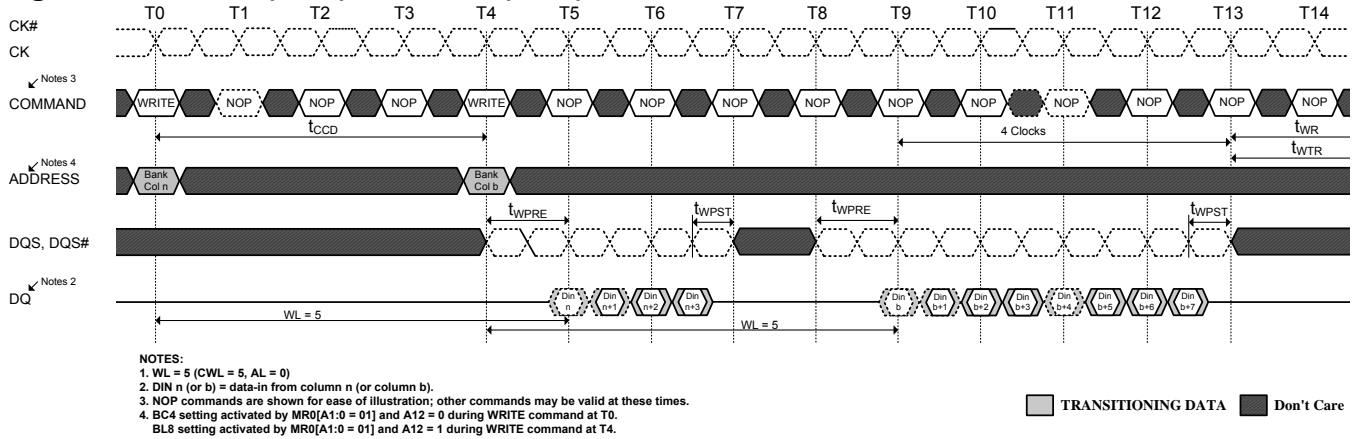 T0 T1 T2 T3 T4 T5 T6 T7 T8 T9 T10 T11 T12 T13 T14
CK#
CK
Notes 3
COMMAND
WRITE NOP NOP NOP WRITE NOP NOP NOP NOP NOP NOP NOP NOP NOP NOP
tCCD
4 Clocks
tWR
tWTR
Notes 4
ADDRESS
Bank Bank
Col n Col b
tWPRE tWPST tWPRE tWPST
DQS, DQS#
Notes 2
DQ
Din Din Din Din Din Din Din Din Din Din Din Din
n n+1 n+2 n+3 b b+1 b+2 b+3 b+4 b+5 b+6 b+7
WL = 5
WL = 5
NOTES:
1. WL = 5 (CWL = 5, AL = 0)
2. DIN n (or b) = data-in from column n (or column b).
3. NOP commands are shown for ease of illustration; other commands may be valid at these times.
4. BC4 setting activated by MR0[A1:0 = 01] and A12 = 0 during WRITE command at T0.
BL8 setting activated by MR0[A1:0 = 01] and A12 = 1 during WRITE command at T4.
TRANSITIONING DATA Don't Care